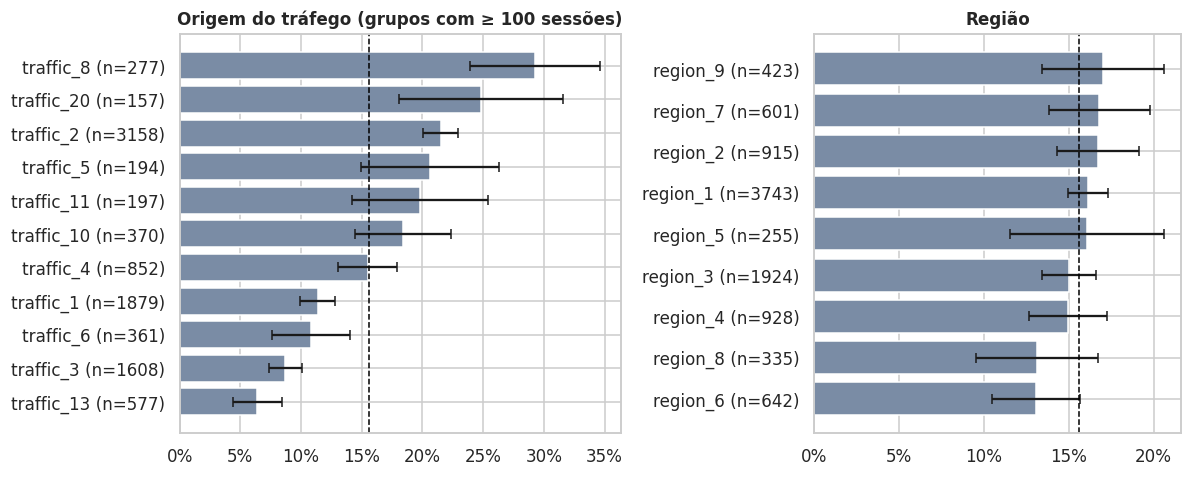 Origem do tráfego (grupos com ≥ 100 sessões)
traffic_8 (n=277)
traffic_20 (n=157)
traffic_2 (n=3158)
traffic_5 (n=194)
traffic_11 (n=197)
traffic_10 (n=370)
traffic_4 (n=852)
traffic_1 (n=1879)
traffic_6 (n=361)
traffic_3 (n=1608)
traffic_13 (n=577)
0% 5% 10% 15% 20% 25% 30% 35%
Região
region_9 (n=423)
region_7 (n=601)
region_2 (n=915)
region_1 (n=3743)
region_5 (n=255)
region_3 (n=1924)
region_4 (n=928)
region_8 (n=335)
region_6 (n=642)
0% 5% 10% 15% 20%